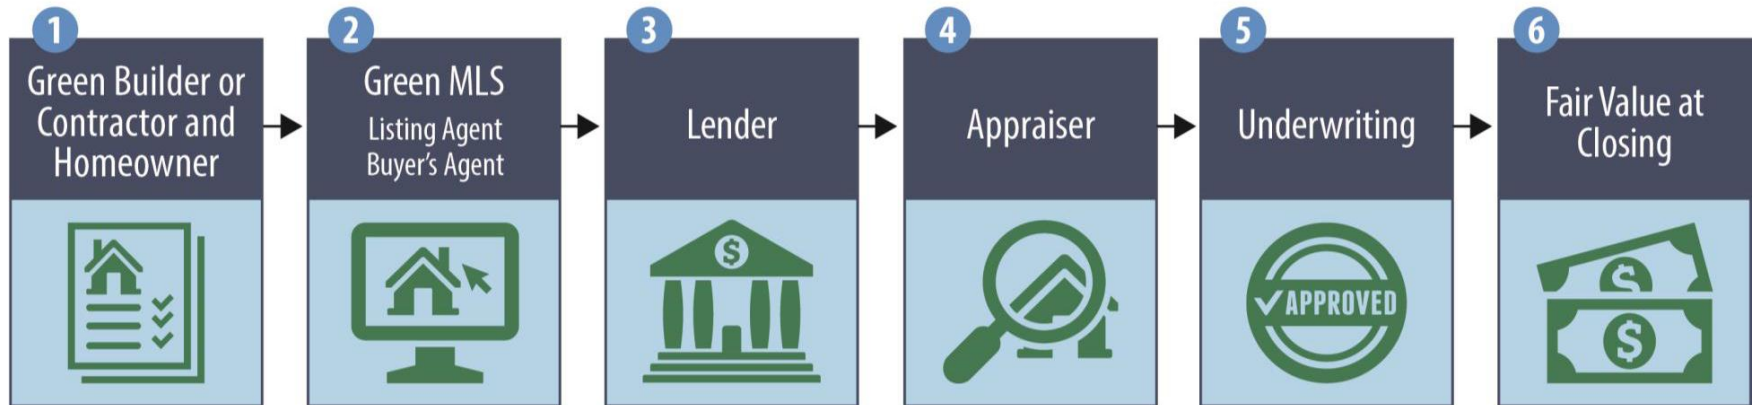 1
Green Builder or
Contractor and
Homeowner
2
Green MLS
Listing Agent
Buyer’s Agent
3
Lender
$
4
Appraiser
5
Underwriting
APPROVED
6
Fair Value at
Closing
$
$